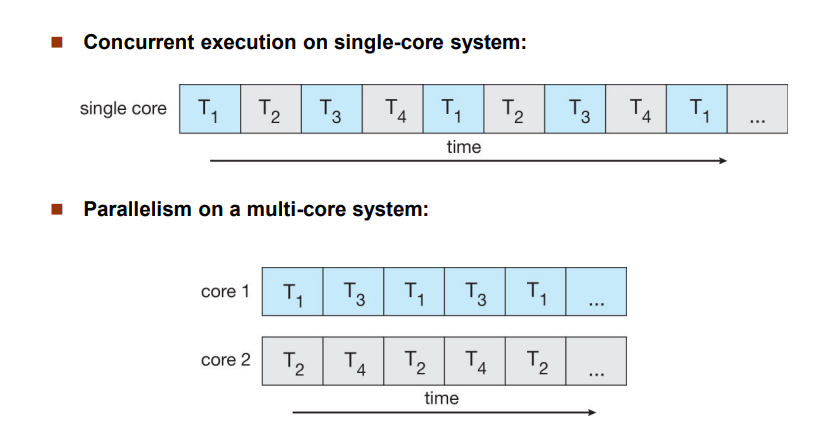 Concurrent execution on single-core system:
single core T1 T2 T3 T4 T1 T2 T3 T4 T1 ...
time
Parallelism on a multi-core system:
core 1 T1 T3 T1 T3 T1 ...
core 2 T2 T4 T2 T4 T2 ...
time